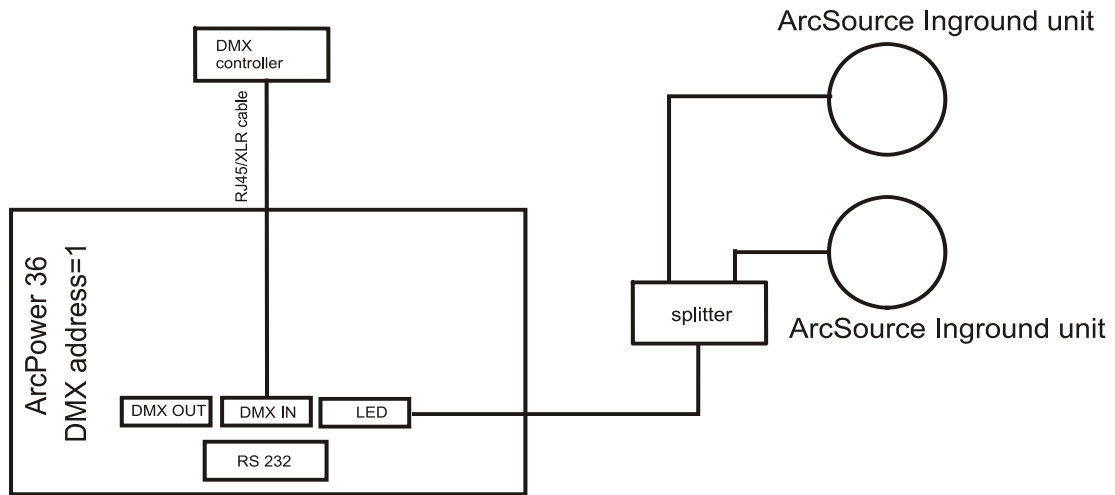 ArcSource Inground unit
DMX
controller
RJ45/XLR cable
ArcPower 36
DMX address=1
splitter
ArcSource Inground unit
DMX OUT
DMX IN
LED
RS 232